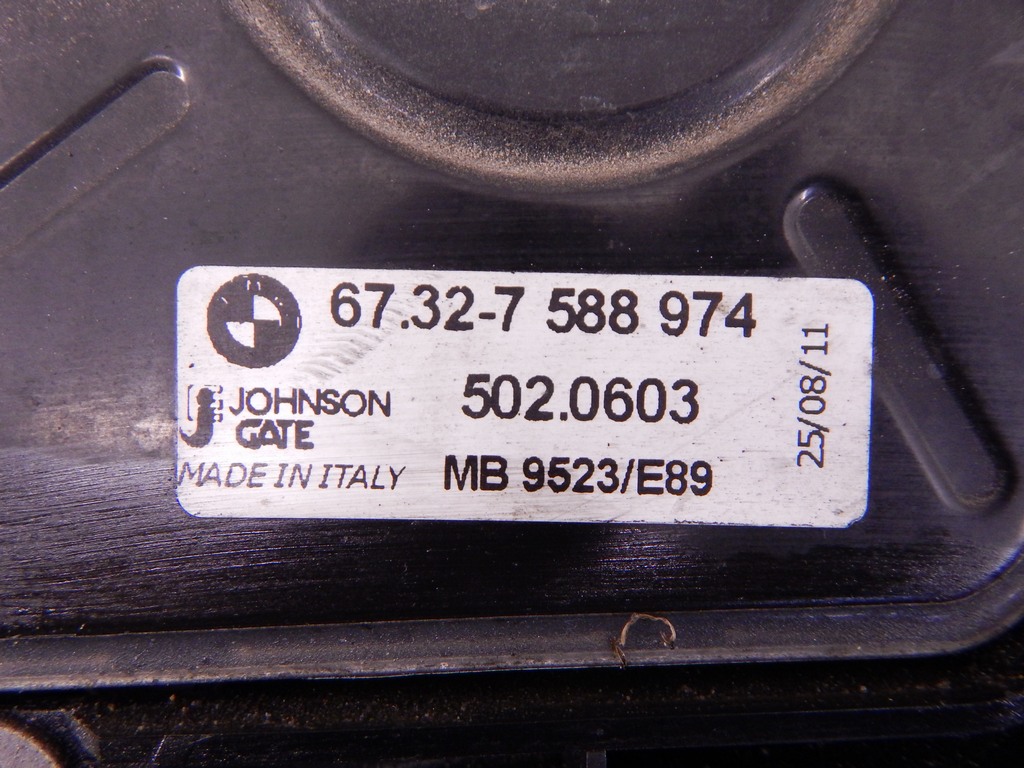 67.32-7 588 974
JOHNSON
GATE
502.0603
MADE IN ITALY
MB 9523/E89
25/08/11